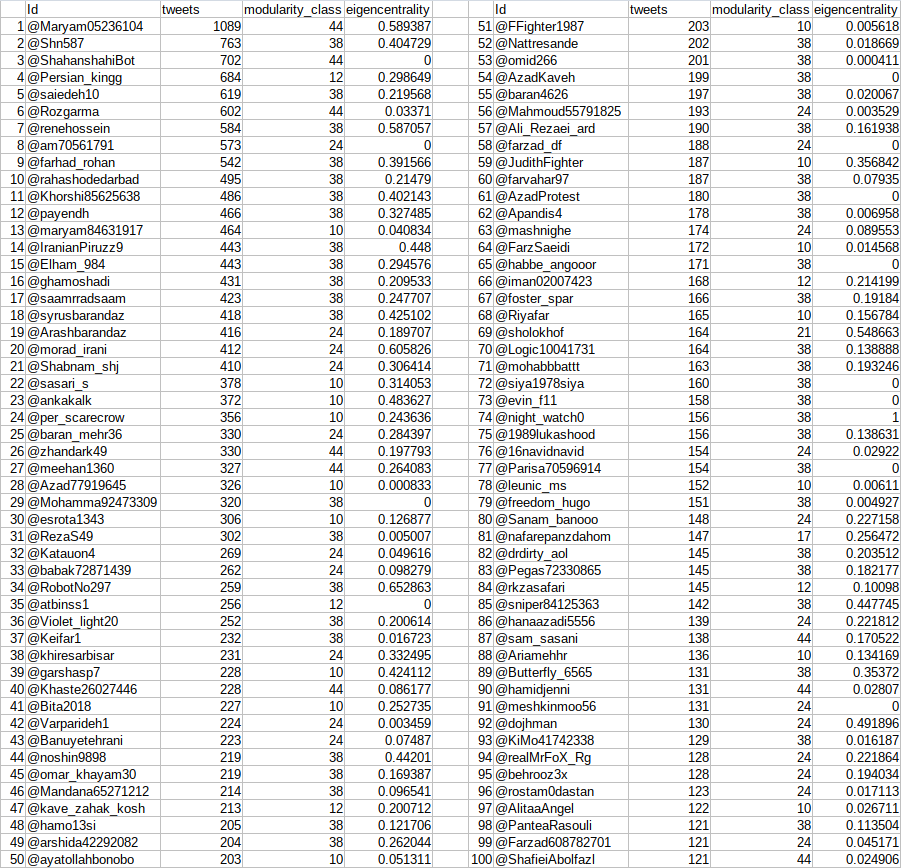 Id tweets modularity_class eigencentrality Id tweets modularity_class eigencentrality
1 @Maryam05236104 1089 44 0.589387 51 @FFighter1987 203 10 0.005618
2 @Shn587 763 38 0.404729 52 @Nattresande 202 38 0.018669
3 @ShahanshahiBot 702 44 0 53 @omid266 201 38 0.000411
4 @Persian_kingg 684 12 0.298649 54 @AzadKaveh 199 38 0
5 @saiedeh10 619 38 0.219568 55 @baran4626 197 38 0.020067
6 @Rozgarma 602 44 0.03371 56 @Mahmoud55791825 193 24 0.003529
7 @renehossein 584 38 0.587057 57 @Ali_Rezaei_ard 190 38 0.161938
8 @am70561791 573 24 0 58 @farzad_df 188 24 0
9 @farhad_rohan 542 38 0.391566 59 @JudithFighter 187 10 0.356842
10 @rahashodedarbad 495 38 0.21479 60 @farvahar97 187 38 0.07935
11 @Khorshi85625638 486 38 0.402143 61 @AzadProtest 180 38 0
12 @payendh 466 38 0.327485 62 @Apandis4 178 38 0.006958
13 @maryam84631917 464 10 0.040834 63 @mashnighe 174 24 0.089553
14 @IranianPiruzz9 443 38 0.448 64 @FarzSaeidi 172 10 0.014568
15 @Elham_984 443 38 0.294576 65 @habbe_angooor 171 38 0
16 @ghamoshadi 431 38 0.209533 66 @iman02007423 168 12 0.214199
17 @saamrradsaam 423 38 0.247707 67 @foster_spar 166 38 0.19184
18 @syrusbarandaz 418 38 0.425102 68 @Riyafar 165 10 0.156784
19 @Arashbarandaz 416 24 0.189707 69 @sholokhof 164 21 0.548663
20 @morad_irani 412 24 0.605826 70 @Logic10041731 164 38 0.138888
21 @Shabnam_shj 410 24 0.306414 71 @mohabbbattt 163 38 0.193246
22 @sasari_s 378 10 0.314053 72 @siya1978siya 160 38 0
23 @ankakalk 372 10 0.483627 73 @evin_f11 158 38 0
24 @per_scarecrow 356 10 0.243636 74 @night_watch0 156 38 1
25 @baran_mehr36 330 24 0.284397 75 @1989lukashood 156 38 0.138631
26 @zhandark49 330 44 0.197793 76 @16navidnavid 154 24 0.02922
27 @meehan1360 327 44 0.264083 77 @Parisa70596914 154 38 0
28 @Azad77919645 326 10 0.000833 78 @leunic_ms 152 10 0.00611
29 @Mohamma92473309 320 38 0 79 @freedom_hugo 151 38 0.004927
30 @esrota1343 306 10 0.126877 80 @Sanam_banooo 148 24 0.227158
31 @RezaS49 302 38 0.005007 81 @nafarepanzdahom 147 17 0.256472
32 @Katauon4 269 24 0.049616 82 @drdirty_aol 145 38 0.203512
33 @babak72871439 262 24 0.098279 83 @Pegas72330865 145 38 0.182177
34 @RobotNo297 259 38 0.652863 84 @rkzasafari 145 12 0.10098
35 @atbinss1 256 12 0 85 @sniper84125363 142 38 0.447745
36 @Violet_light20 252 38 0.200614 86 @hanaazadi5556 139 24 0.221812
37 @Keifar1 232 38 0.016723 87 @sam_sasani 138 44 0.170522
38 @khiresarbisar 231 24 0.332495 88 @Ariamehhr 136 10 0.134169
39 @garshasp7 228 10 0.424112 89 @Butterfly_6565 131 38 0.35372
40 @Khaste26027446 228 44 0.086177 90 @hamidjenni 131 44 0.02807
41 @Bita2018 227 10 0.252735 91 @meshkinmoo56 131 24 0
42 @Varparideh1 224 24 0.003459 92 @dojhman 130 24 0.491896
43 @Banuyetehrani 223 24 0.07487 93 @KiMo41742338 129 38 0.016187
44 @noshin9898 219 38 0.44201 94 @realMrFoX_Rg 128 24 0.221864
45 @omar_khayam30 219 38 0.169387 95 @behrooz3x 128 24 0.194034
46 @Mandana65271212 214 38 0.096541 96 @rostam0dastan 123 24 0.017113
47 @kave_zahak_kosh 213 12 0.200712 97 @AlitaaAngel 122 10 0.026711
48 @hamo13si 205 38 0.121706 98 @PanteaRasouli 121 38 0.113504
49 @arshida42292082 204 38 0.262044 99 @Farzad608782701 121 24 0.045171
50 @ayatollahbonobo 203 10 0.051311 100 @ShafieiAbolfazl 121 44 0.024906